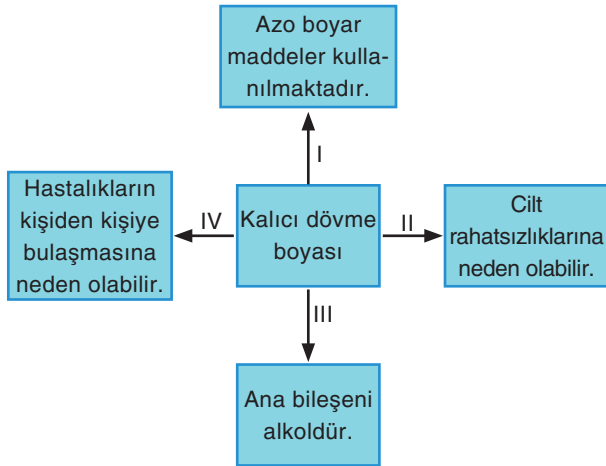 Azo boyar
maddeler kulla-
nılmaktadır.
I
Hastalıkların
kişiden kişiye
bulaşmasına
neden olabilir.
IV
Kalıcı dövme
boyası
II
Cilt
rahatsızlıklarına
neden olabilir.
III
Ana bileşeni
alkoldür.